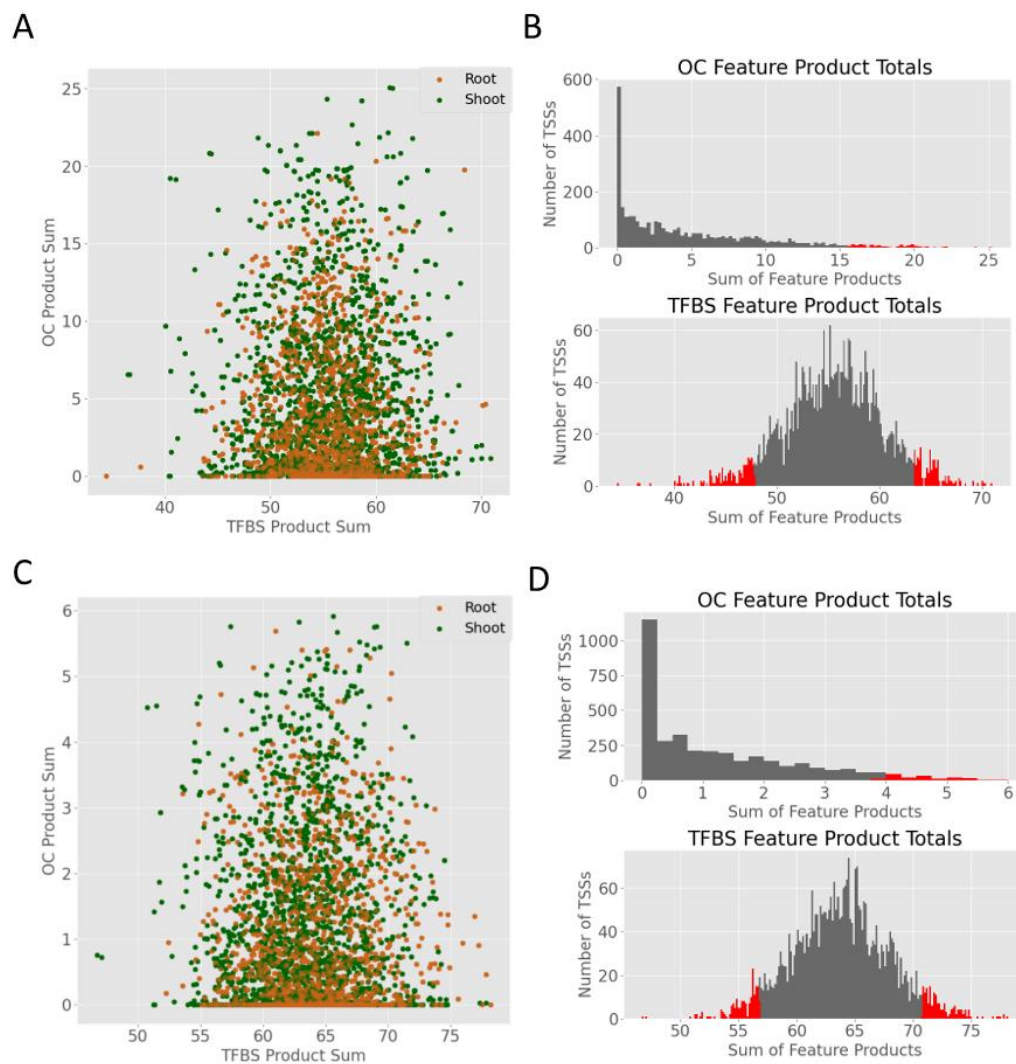 A
Root
Shoot
25
20
15
10
5
0
OC Product Sum
40
50
60
70
TFBS Product Sum
B
OC Feature Product Totals
600
400
200
0
Number of TSSs
0
5
10
15
20
25
Sum of Feature Products
TFBS Feature Product Totals
60
40
20
0
Number of TSSs
40
50
60
70
Sum of Feature Products
C
Root
Shoot
6
5
4
3
2
1
0
OC Product Sum
50
55
60
65
70
75
TFBS Product Sum
D
OC Feature Product Totals
1000
750
500
250
0
Number of TSSs
0
1
2
3
4
5
6
Sum of Feature Products
TFBS Feature Product Totals
60
40
20
0
Number of TSSs
50
55
60
65
70
75
Sum of Feature Products